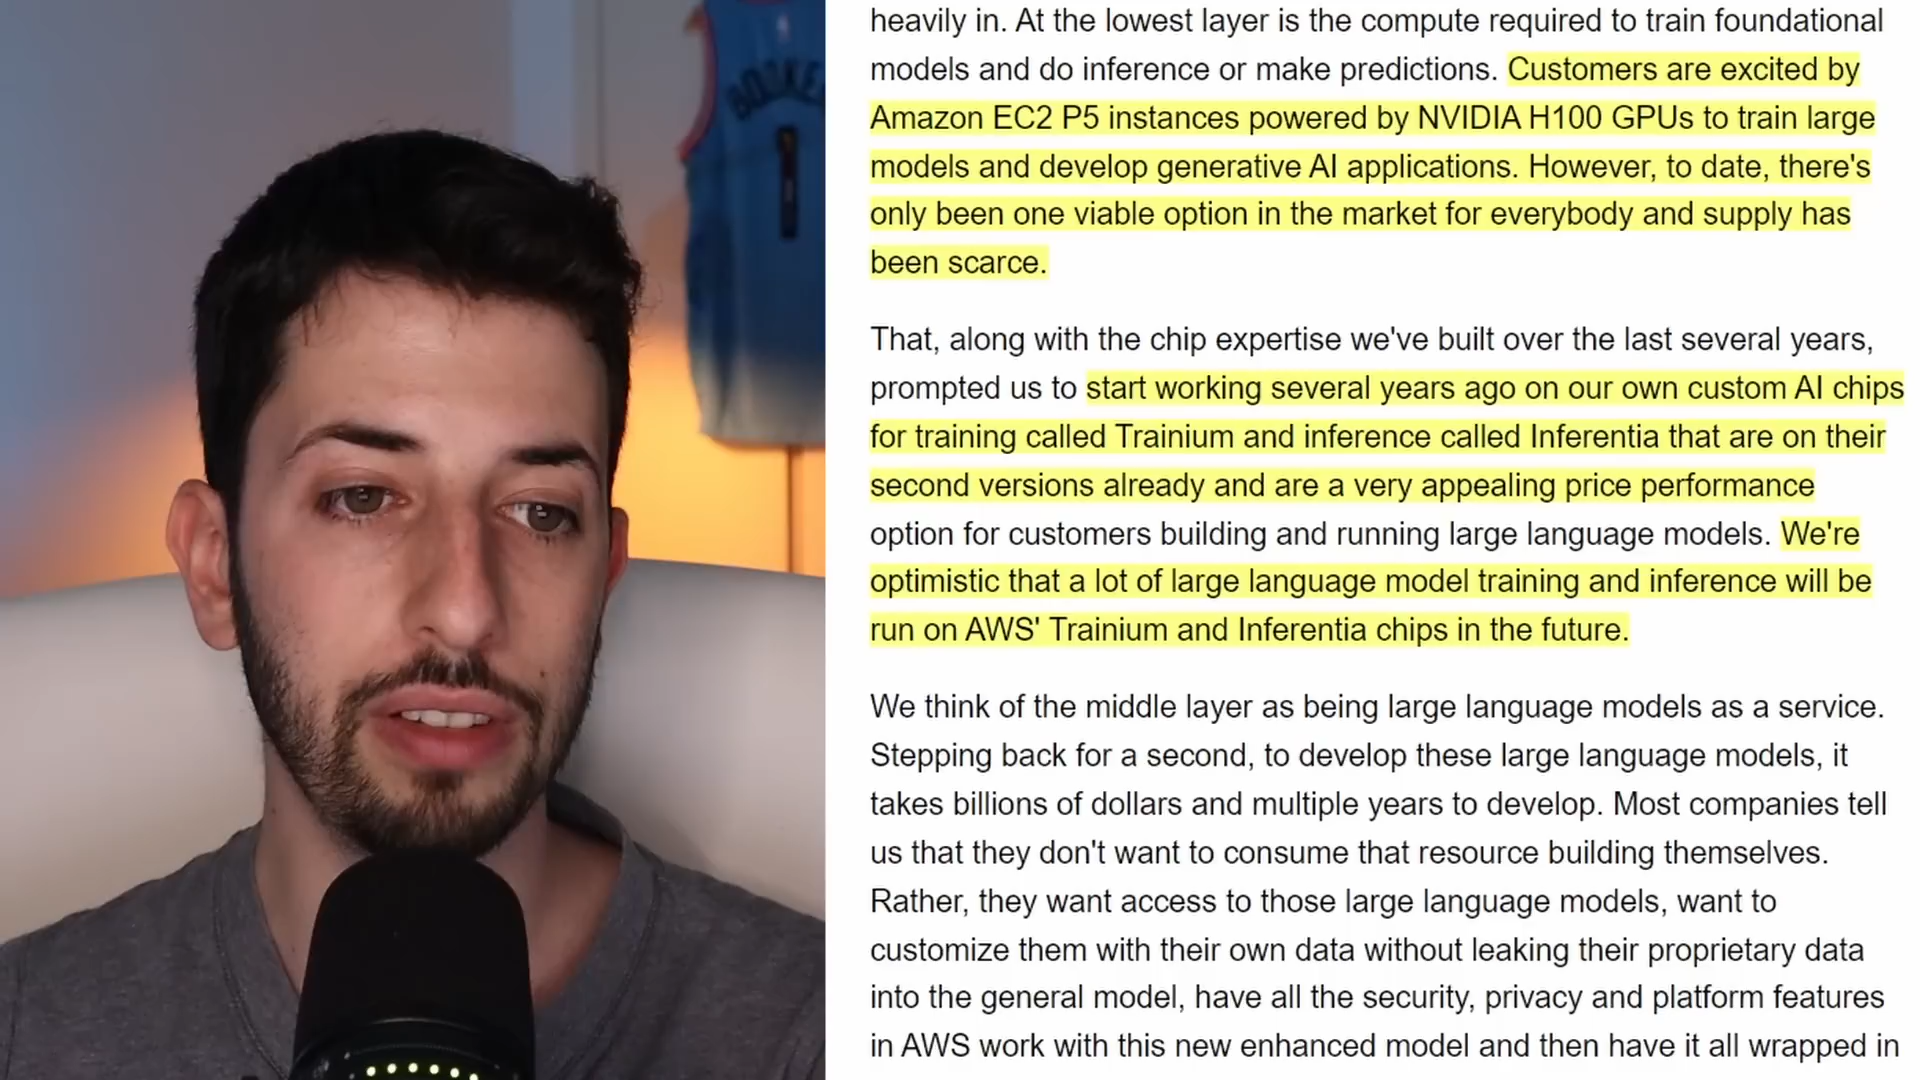 BOOKER
1
heavily in. At the lowest layer is the compute required to train foundational
models and do inference or make predictions. Customers are excited by
Amazon EC2 P5 instances powered by NVIDIA H100 GPUs to train large
models and develop generative AI applications. However, to date, there's
only been one viable option in the market for everybody and supply has
been scarce.
That, along with the chip expertise we've built over the last several years,
prompted us to start working several years ago on our own custom AI chips
for training called Trainium and inference called Inferentia that are on their
second versions already and are a very appealing price performance
option for customers building and running large language models. We're
optimistic that a lot of large language model training and inference will be
run on AWS' Trainium and Inferentia chips in the future.
We think of the middle layer as being large language models as a service.
Stepping back for a second, to develop these large language models, it
takes billions of dollars and multiple years to develop. Most companies tell
us that they don't want to consume that resource building themselves.
Rather, they want access to those large language models, want to
customize them with their own data without leaking their proprietary data
into the general model, have all the security, privacy and platform features
in AWS work with this new enhanced model and then have it all wrapped in